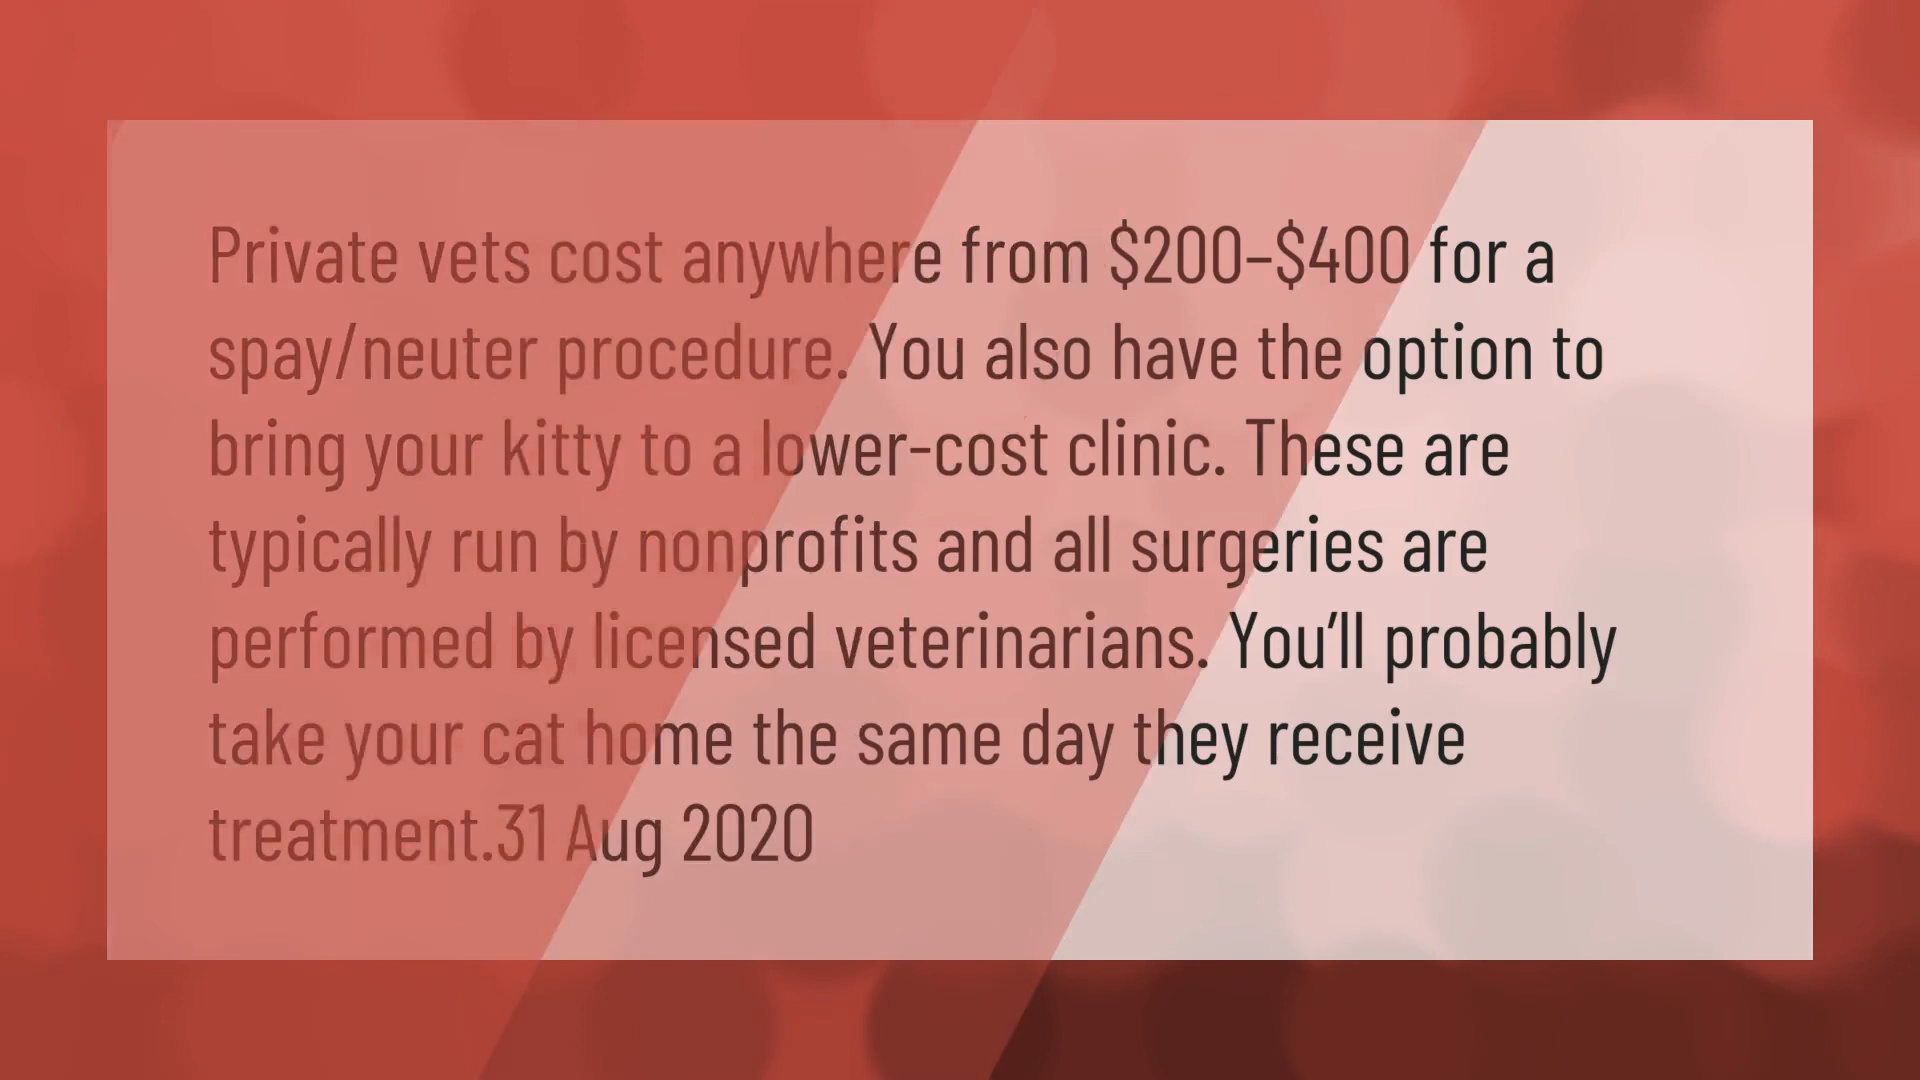 Private vets cost anywhere from $200–$400 for a
spay/neuter procedure. You also have the option to
bring your kitty to a lower-cost clinic. These are
typically run by nonprofits and all surgeries are
performed by licensed veterinarians. You’ll probably
take your cat home the same day they receive
treatment.31 Aug 2020